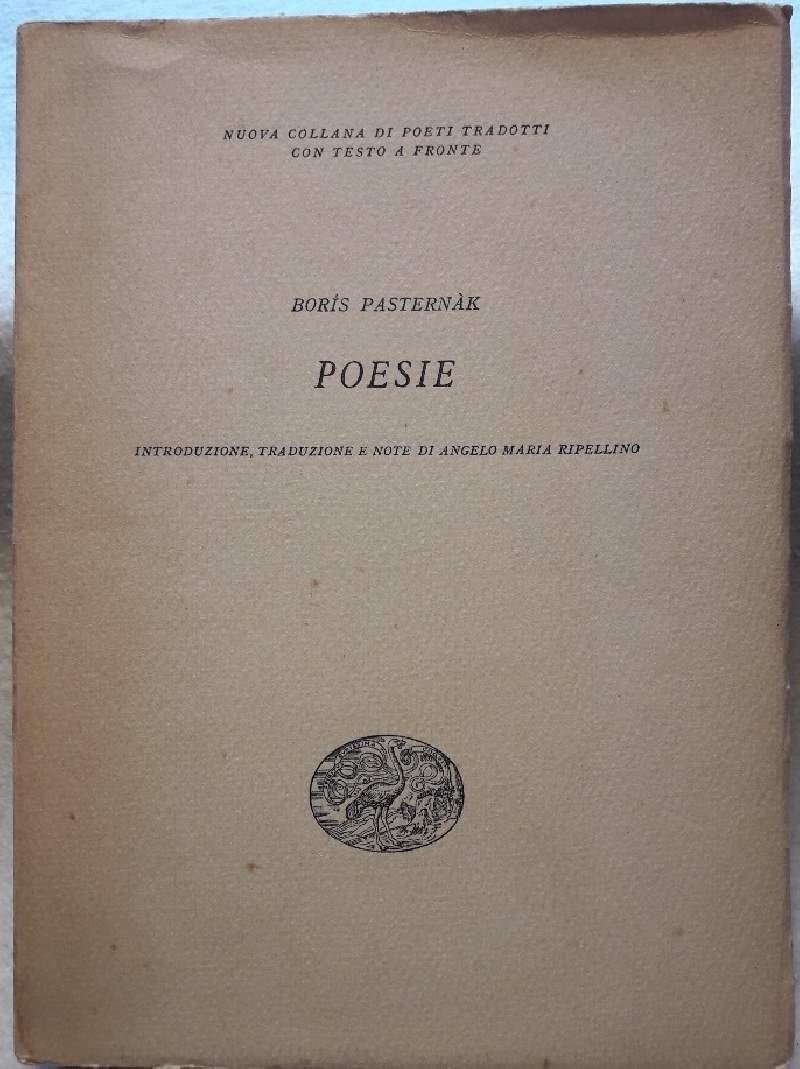 NUOVA COLLANA DI POETI TRADOTTI
CON TESTO A FRONTE
BORÍS PASTERNÀK
POESIE
INTRODUZIONE, TRADUZIONE E NOTE DI ANGELO MARIA RIPELLINO